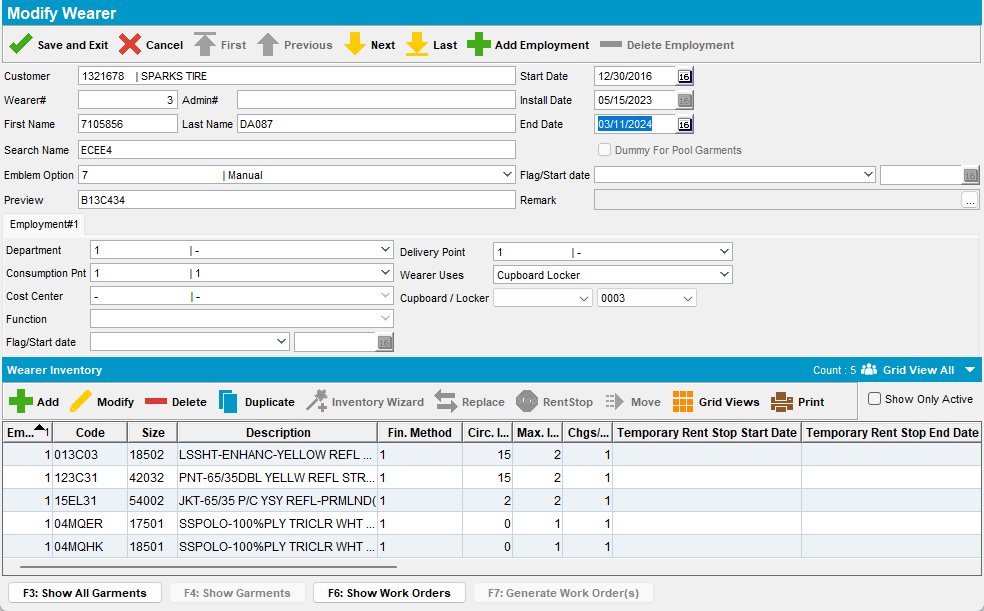 Modify Wearer
Save and Exit Cancel First Previous Next Last Add Employment Delete Employment
Customer 1321678 | SPARKS TIRE Start Date 12/30/2016 16
Wearer# 3 Admin# Install Date 05/15/2023 16
First Name 7105856 Last Name DA087 End Date 03/11/2024 16
Search Name ECEE4 Dummy For Pool Garments
Emblem Option 7 | Manual Flag/Start date 16
Preview B13C434 Remark ...
Employment#1
Department 1 | - Delivery Point 1 | -
Consumption Pnt 1 | 1 Wearer Uses Cupboard Locker
Cost Center - | - Cupboard / Locker 0003
Function
Flag/Start date 16
Wearer Inventory Count : 5 Grid View All
Add Modify Delete Duplicate Inventory Wizard Replace RentStop Move Grid Views Print Show Only Active
Em... 1 Code Size Description Fin. Method Circ. I... Max. I... Chgs/... Temporary Rent Stop Start Date Temporary Rent Stop End Date
1 013C03 18502 LSSHT-ENHANC-YELLOW REFL ... 1 15 2 1
1 123C31 42032 PNT-65/35DBL YELLW REFL STR... 1 15 2 1
1 15EL31 54002 JKT-65/35 P/C YSY REFL-PRMLND( 1 2 2 1
1 04MQER 17501 SSPOLO-100%PLY TRICLR WHT ... 1 0 1 1
1 04MQHK 18501 SSPOLO-100%PLY TRICLR WHT ... 1 0 1 1
F3: Show All Garments F4: Show Garments F6: Show Work Orders F7: Generate Work Order(s)